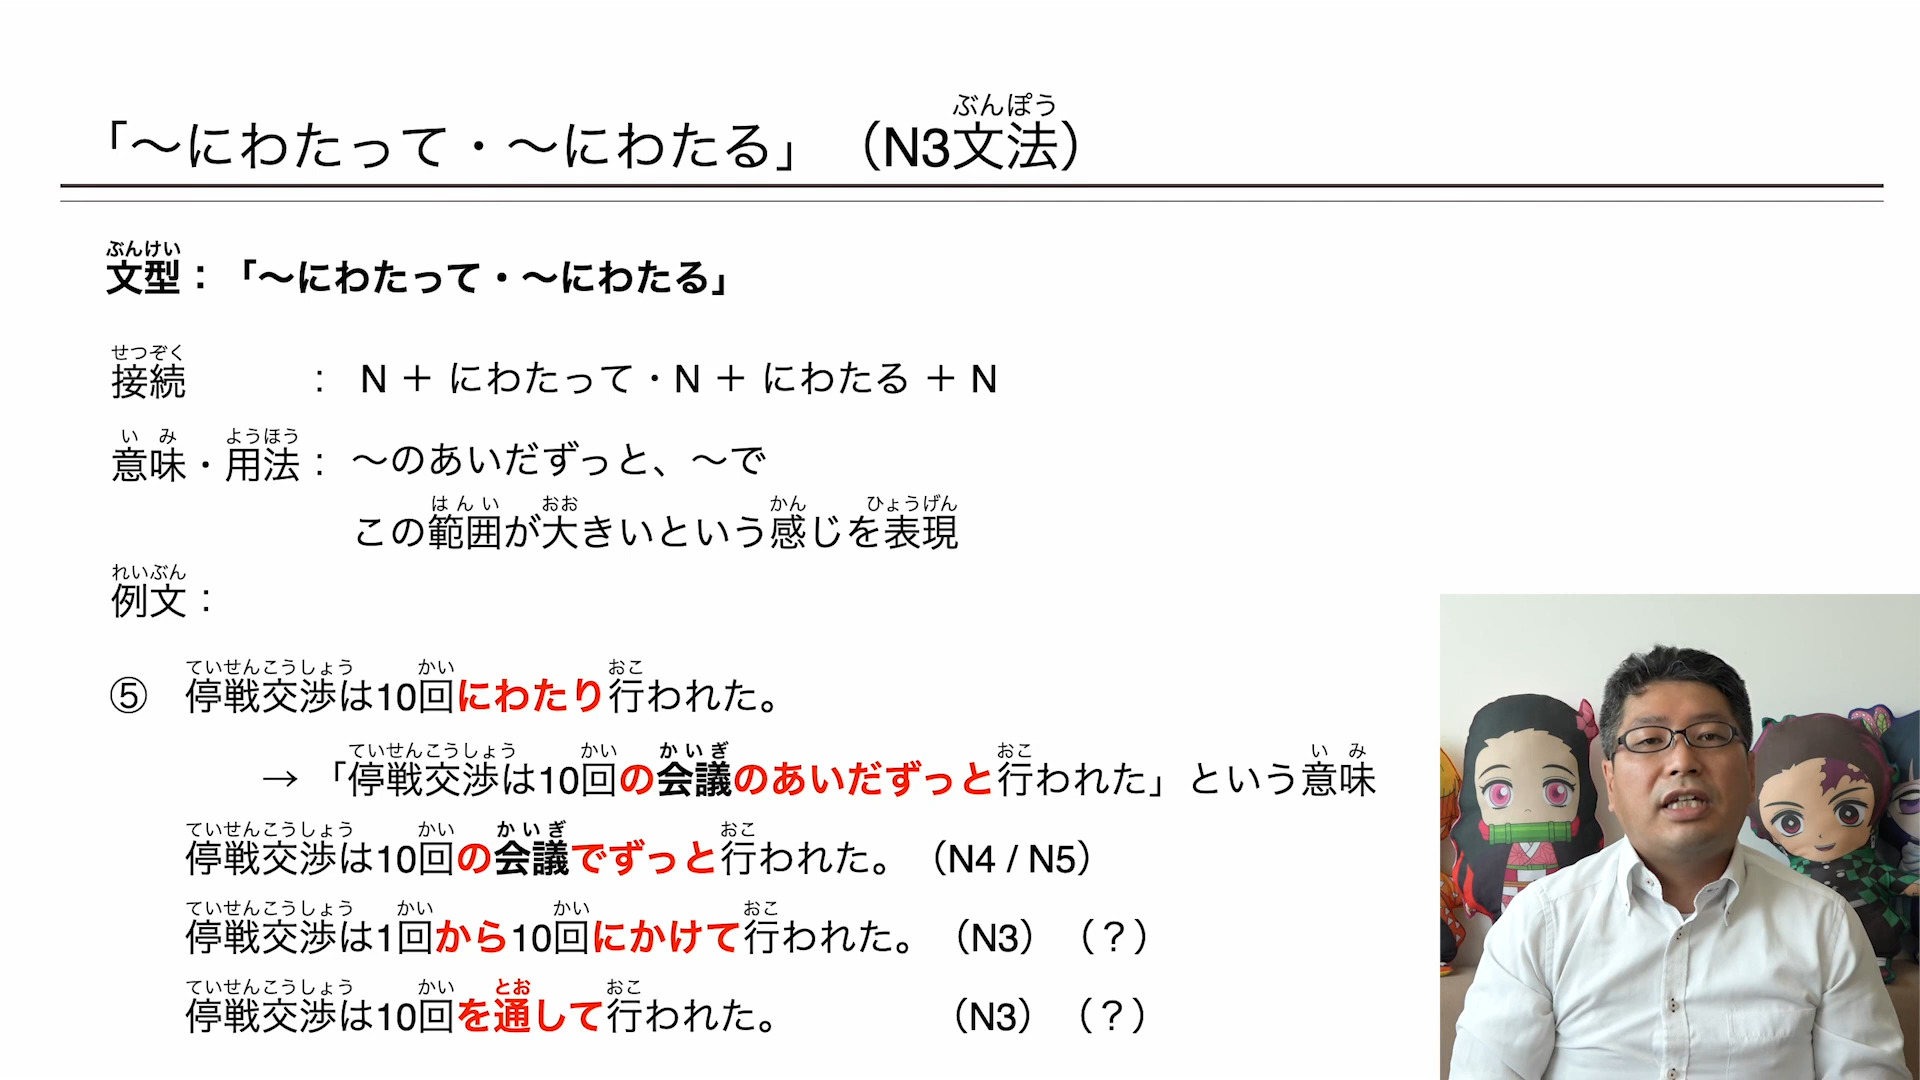 ぶんぽう
「～にわたって・～にわたる」（N3文法）
ぶんけい
文型：「～にわたって・～にわたる」
せつぞく
接続 ： N ＋ にわたって・N ＋ にわたる ＋ N
いみ ようほう
意味・用法： ～のあいだずっと、～で
はんい おお かん ひょうげん
この範囲が大きいという感じを表現
れいぶん
例文：
ていせんこうしょう かい おこ
⑤ 停戦交渉は10回にわたり行われた。
ていせんこうしょう かい かいぎ おこ いみ
→ 「停戦交渉は10回の会議のあいだずっと行われた」という意味
ていせんこうしょう かい かいぎ おこ
停戦交渉は10回の会議でずっと行われた。（N4 / N5）
ていせんこうしょう かい かい おこ
停戦交渉は1回から10回にかけて行われた。（N3）（？）
ていせんこうしょう かい とお おこ
停戦交渉は10回を通して行われた。 （N3）（？）